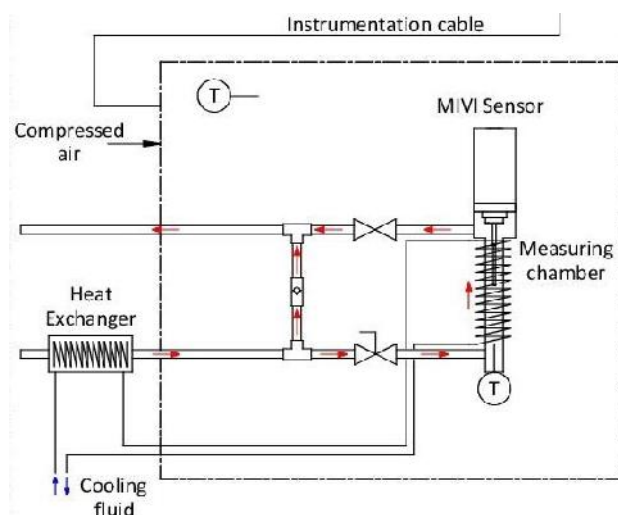 Instrumentation cable
T
MIVI Sensor
Compressed
air
Measuring
chamber
Heat
Exchanger
T
Cooling
fluid